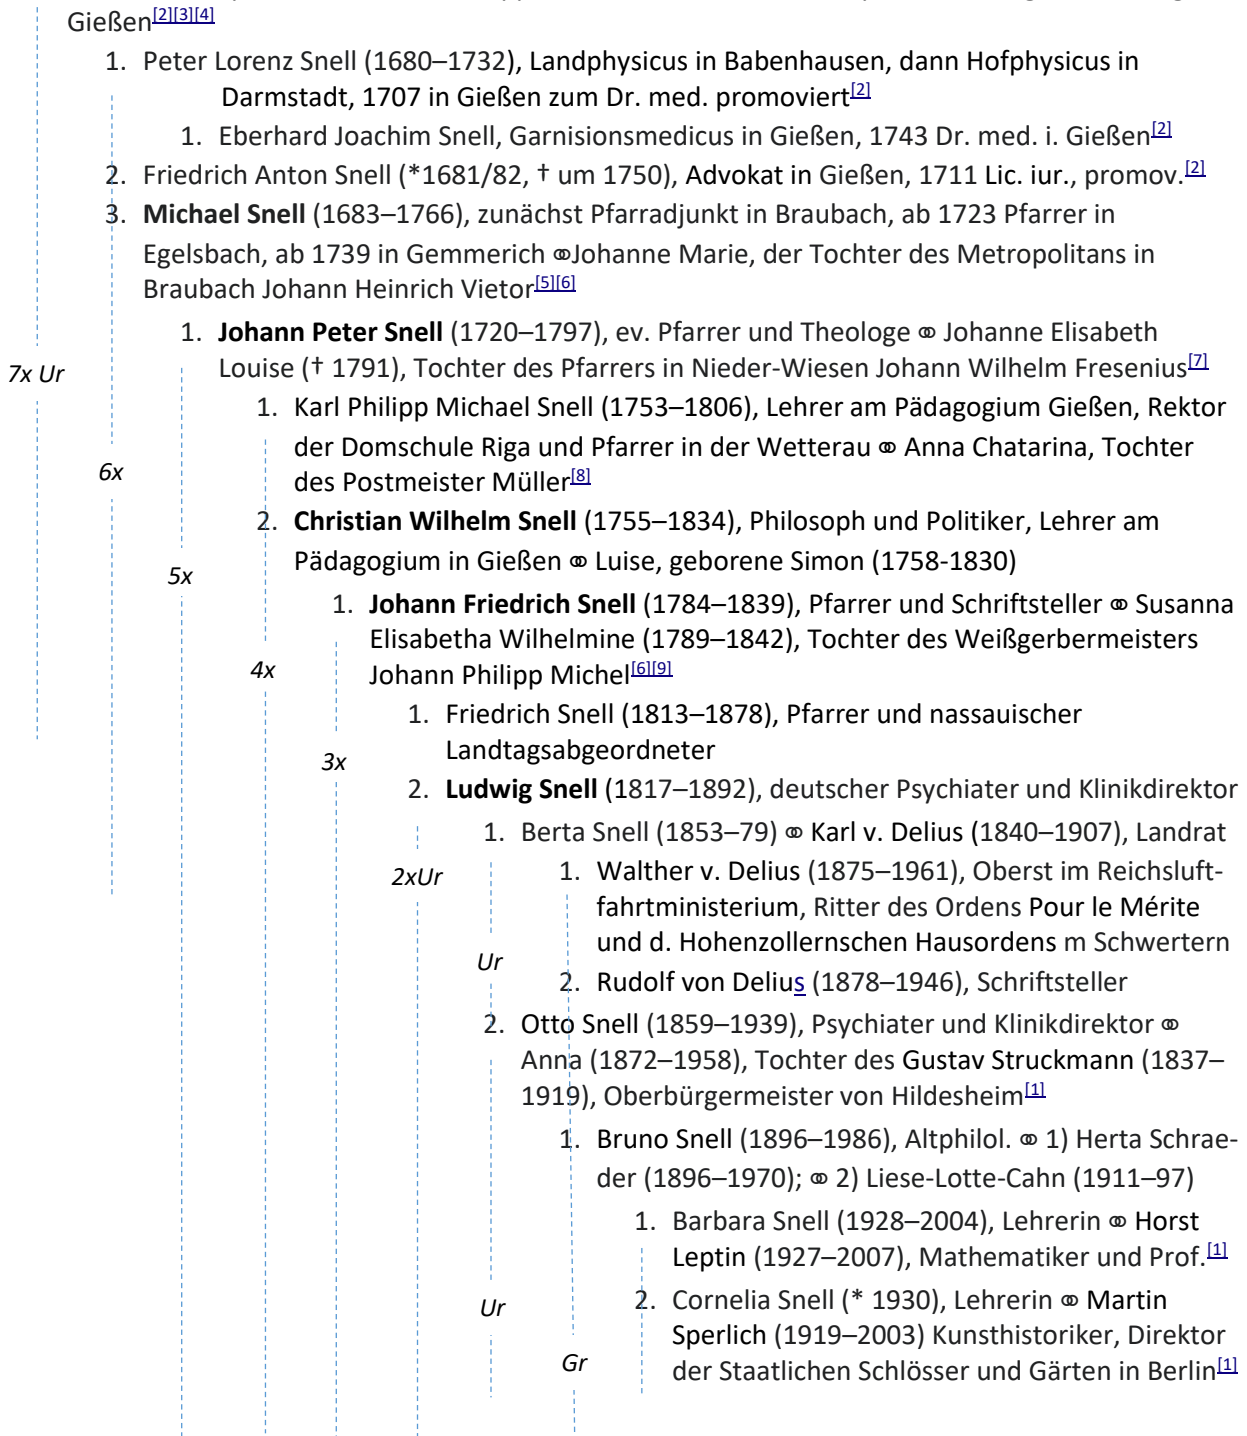 Gießen[2][3][4]
1. Peter Lorenz Snell (1680–1732), Landphysicus in Babenhausen, dann Hofphysicus in
Darmstadt, 1707 in Gießen zum Dr. med. promoviert[2]
1. Eberhard Joachim Snell, Garnisionsmedicus in Gießen, 1743 Dr. med. i. Gießen[2]
2. Friedrich Anton Snell (*1681/82, † um 1750), Advokat in Gießen, 1711 Lic. iur., promov.[2]
3. Michael Snell (1683–1766), zunächst Pfarradjunkt in Braubach, ab 1723 Pfarrer in
Egelsbach, ab 1739 in Gemmerich ⚭Johanne Marie, der Tochter des Metropolitans in
Braubach Johann Heinrich Vietor[5][6]
1. Johann Peter Snell (1720–1797), ev. Pfarrer und Theologe ⚭ Johanne Elisabeth
Louise († 1791), Tochter des Pfarrers in Nieder-Wiesen Johann Wilhelm Fresenius[7]
7x Ur
1. Karl Philipp Michael Snell (1753–1806), Lehrer am Pädagogium Gießen, Rektor
der Domschule Riga und Pfarrer in der Wetterau ⚭ Anna Chatarina, Tochter
6x
des Postmeister Müller[8]
2. Christian Wilhelm Snell (1755–1834), Philosoph und Politiker, Lehrer am
Pädagogium in Gießen ⚭ Luise, geborene Simon (1758-1830)
5x
1. Johann Friedrich Snell (1784–1839), Pfarrer und Schriftsteller ⚭ Susanna
Elisabetha Wilhelmine (1789–1842), Tochter des Weißgerbermeisters
4x
Johann Philipp Michel[6][9]
1. Friedrich Snell (1813–1878), Pfarrer und nassauischer
Landtagsabgeordneter
3x
2. Ludwig Snell (1817–1892), deutscher Psychiater und Klinikdirektor
1. Berta Snell (1853–79) ⚭ Karl v. Delius (1840–1907), Landrat
2xUr
1. Walther v. Delius (1875–1961), Oberst im Reichsluft-
fahrtministerium, Ritter des Ordens Pour le Mérite
und d. Hohenzollernschen Hausordens m Schwertern
Ur
2. Rudolf von Delius (1878–1946), Schriftsteller
2. Otto Snell (1859–1939), Psychiater und Klinikdirektor ⚭
Anna (1872–1958), Tochter des Gustav Struckmann (1837–
1919), Oberbürgermeister von Hildesheim[1]
1. Bruno Snell (1896–1986), Altphilol. ⚭ 1) Herta Schrae-
der (1896–1970); ⚭ 2) Liese-Lotte-Cahn (1911–97)
1. Barbara Snell (1928–2004), Lehrerin ⚭ Horst
Leptin (1927–2007), Mathematiker und Prof.[1]
Ur
2. Cornelia Snell (* 1930), Lehrerin ⚭ Martin
Sperlich (1919–2003) Kunsthistoriker, Direktor
Gr
der Staatlichen Schlösser und Gärten in Berlin[1]